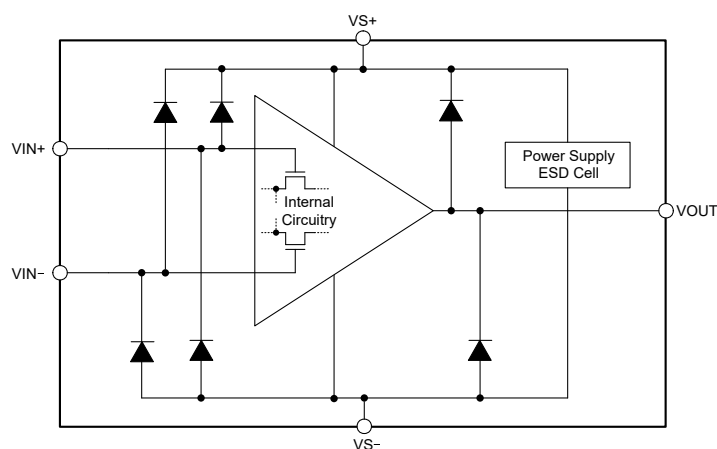 VS+
VIN+
Power Supply
ESD Cell
Internal
Circuitry
VOUT
VIN−
VS−